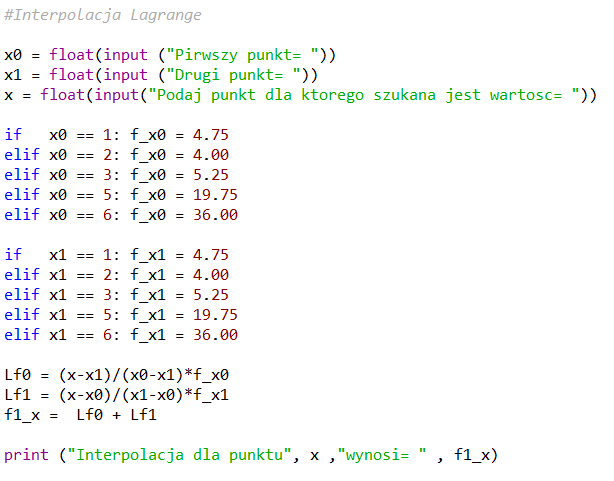 #Interpolacja Lagrange
x0 = float(input ("Pirwszy punkt= "))
x1 = float(input ("Drugi punkt= "))
x = float(input("Podaj punkt dla ktorego szukana jest wartosc= "))
if   x0 == 1: f_x0 = 4.75
elif x0 == 2: f_x0 = 4.00
elif x0 == 3: f_x0 = 5.25
elif x0 == 5: f_x0 = 19.75
elif x0 == 6: f_x0 = 36.00
if   x1 == 1: f_x1 = 4.75
elif x1 == 2: f_x1 = 4.00
elif x1 == 3: f_x1 = 5.25
elif x1 == 5: f_x1 = 19.75
elif x1 == 6: f_x1 = 36.00
Lf0 = (x-x1)/(x0-x1)*f_x0
Lf1 = (x-x0)/(x1-x0)*f_x1
f1_x =  Lf0 + Lf1
print ("Interpolacja dla punktu", x ,"wynosi= " , f1_x)